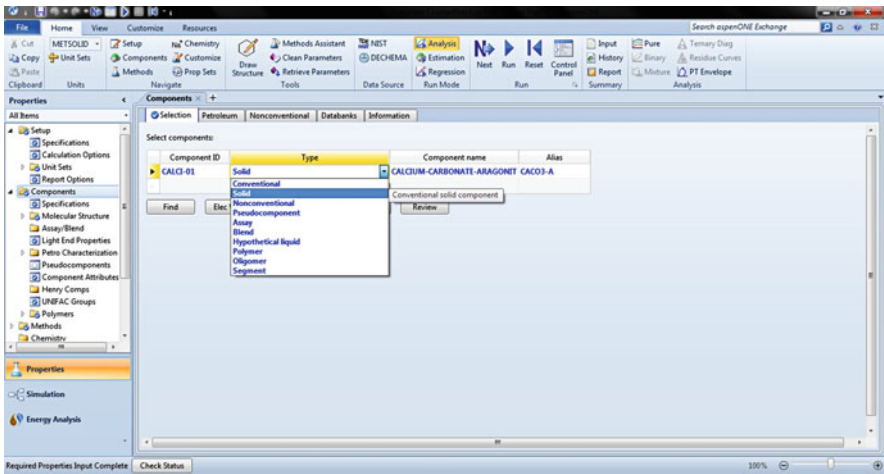 File Home View Customize Resources Search aspenONE Exchange
Cut METSOLID Setup Chemistry Methods Assistant NIST Analysis Input Pure Ternary Diag
Copy Unit Sets Components Customize Clean Parameters DECHEMA Estimation History Binary Residue Curves
Paste Methods Prop Sets Draw Structure Retrieve Parameters Regression Next Run Reset Control Panel Report Mixture PT Envelope
Clipboard Units Navigate Tools Data Source Run Mode Run Summary Analysis
Properties Components
All Items Selection Petroleum Nonconventional Databanks Information
Setup
Specifications
Calculation Options
Unit Sets
Report Options
Components
Specifications
Molecular Structure
Assay/Blend
Light End Properties
Petro Characterization
Pseudocomponents
Component Attributes
Henry Comps
UNIFAC Groups
Polymers
Methods
Chemistry
Properties
Simulation
Energy Analysis
Select components:
Component ID Type Component name Alias
CALCI-01 Solid CALCIUM-CARBONATE-ARAGONIT CACO3-A
Conventional
Solid
Nonconventional
Pseudocomponent
Assay
Blend
Hypothetical liquid
Polymer
Oligomer
Segment
Conventional solid component
Find Elec Review
Required Properties Input Complete Check Status 100%